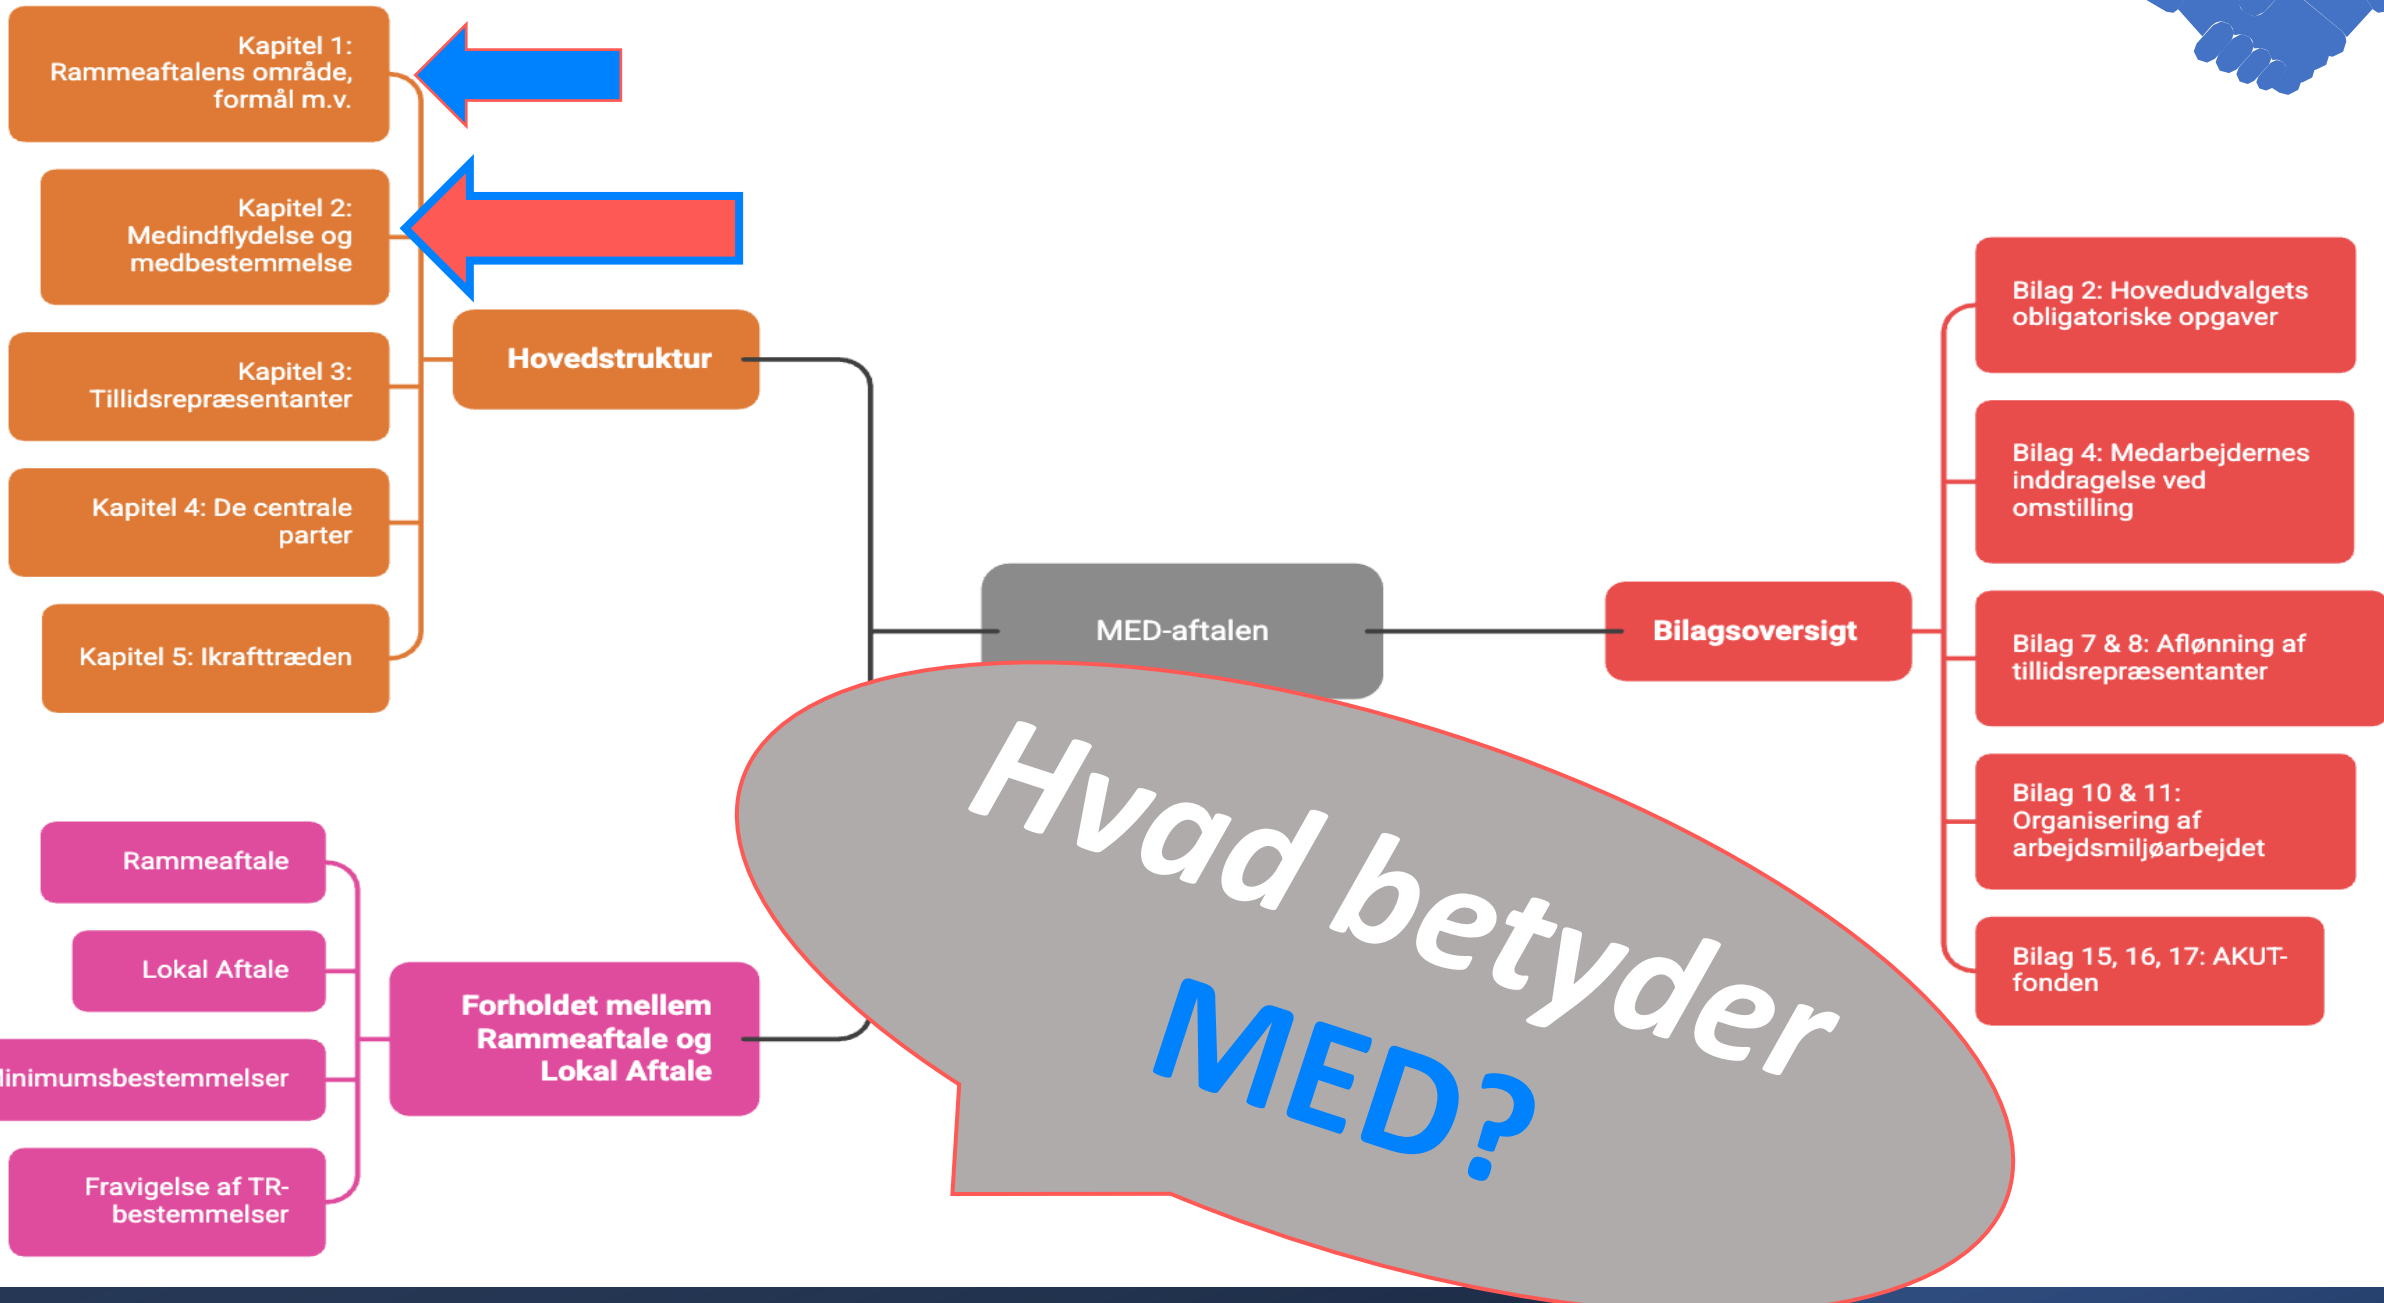 Kapitel 1:
Rammeaftalens område,
formål m.v.
Kapitel 2:
Medindflydelse og
medbestemmelse
Kapitel 3:
Tillidsrepræsentanter
Kapitel 4: De centrale
parter
Kapitel 5: Ikrafttræden
Hovedstruktur
MED-aftalen
Bilagsoversigt
Bilag 2: Hovedudvalgets
obligatoriske opgaver
Bilag 4: Medarbejdernes
inddragelse ved
omstilling
Bilag 7 & 8: Aflønning af
tillidsrepræsentanter
Bilag 10 & 11:
Organisering af
arbejdsmiljøarbejdet
Bilag 15, 16, 17: AKUT-
fonden
Rammeaftale
Lokal Aftale
inimumsbestemmelser
Fravigelse af TR-
bestemmelser
Forholdet mellem
Rammeaftale og
Lokal Aftale
Hvad betyder
MED?